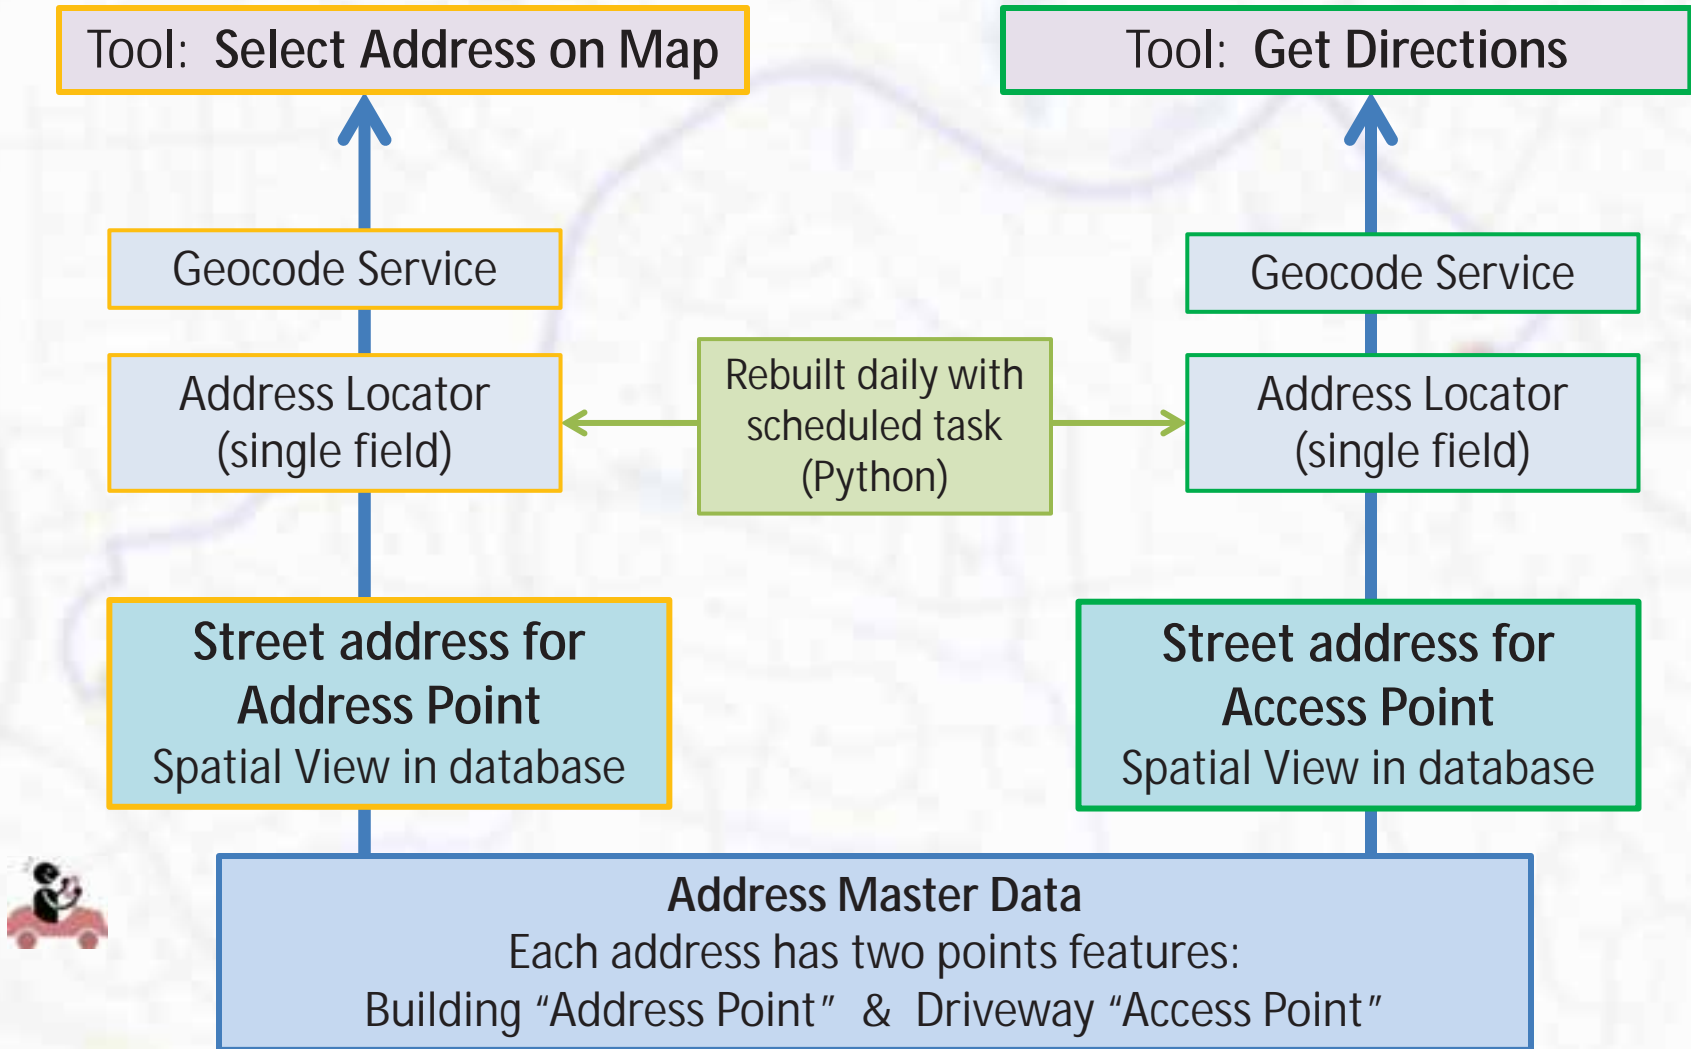 Tool: Select Address on Map
Tool: Get Directions
Geocode Service
Geocode Service
Address Locator
(single field)
Rebuilt daily with
scheduled task
(Python)
Address Locator
(single field)
Street address for
Address Point
Spatial View in database
Street address for
Access Point
Spatial View in database
Address Master Data
Each address has two points features:
Building “Address Point” & Driveway “Access Point”